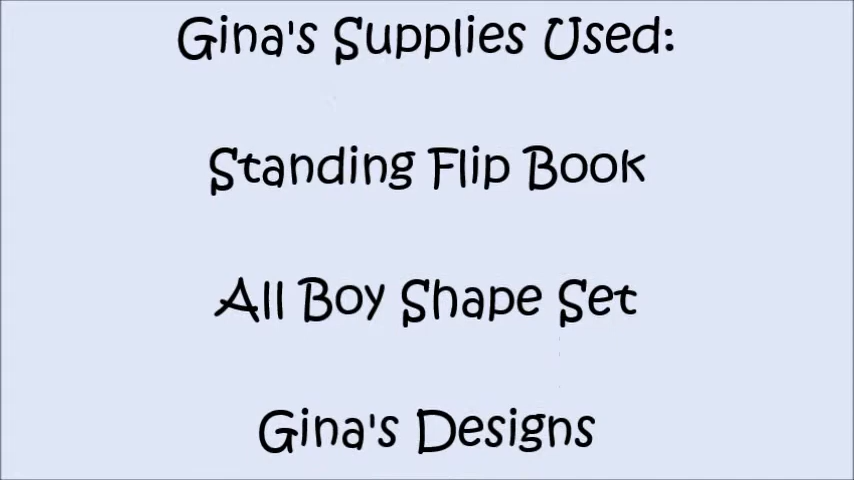 Gina's Supplies Used:
Standing Flip Book
All Boy Shape Set
Gina's Designs